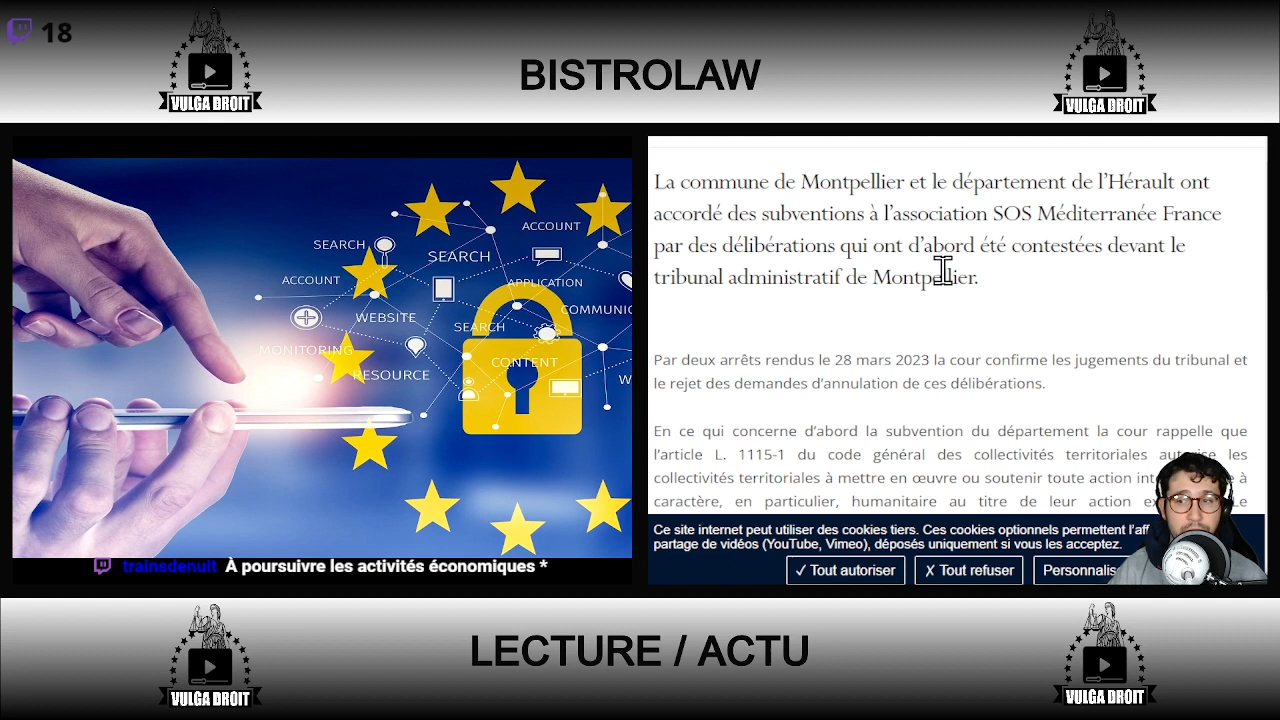 18
VULGA DROIT
BISTROLAW
VULGA DROIT
SEARCH
ACCOUNT
SEARCH
ACCOUNT
APPLICATION
WEBSITE
SEARCH
MONITORING
CONTENT
RESOURCE
trainsdenuit À poursuivre les activités économiques *
La commune de Montpellier et le département de l’Hérault ont
accordé des subventions à l’association SOS Méditerranée France
par des délibérations qui ont d’abord été contestées devant le
tribunal administratif de Montpellier.
Par deux arrêts rendus le 28 mars 2023 la cour confirme les jugements du tribunal et
le rejet des demandes d’annulation de ces délibérations.
En ce qui concerne d’abord la subvention du département la cour rappelle que
l’article L. 1115-1 du code général des collectivités territoriales autorise les
collectivités territoriales à mettre en œuvre ou soutenir toute action à
caractère, en particulier, humanitaire au titre de leur action
Ce site internet peut utiliser des cookies tiers. Ces cookies optionnels permettent
partage de vidéos (YouTube, Vimeo), déposés uniquement si vous les acceptez.
✓ Tout autoriser
✗ Tout refuser
VULGA DROIT
LECTURE / ACTU
VULGA DROIT